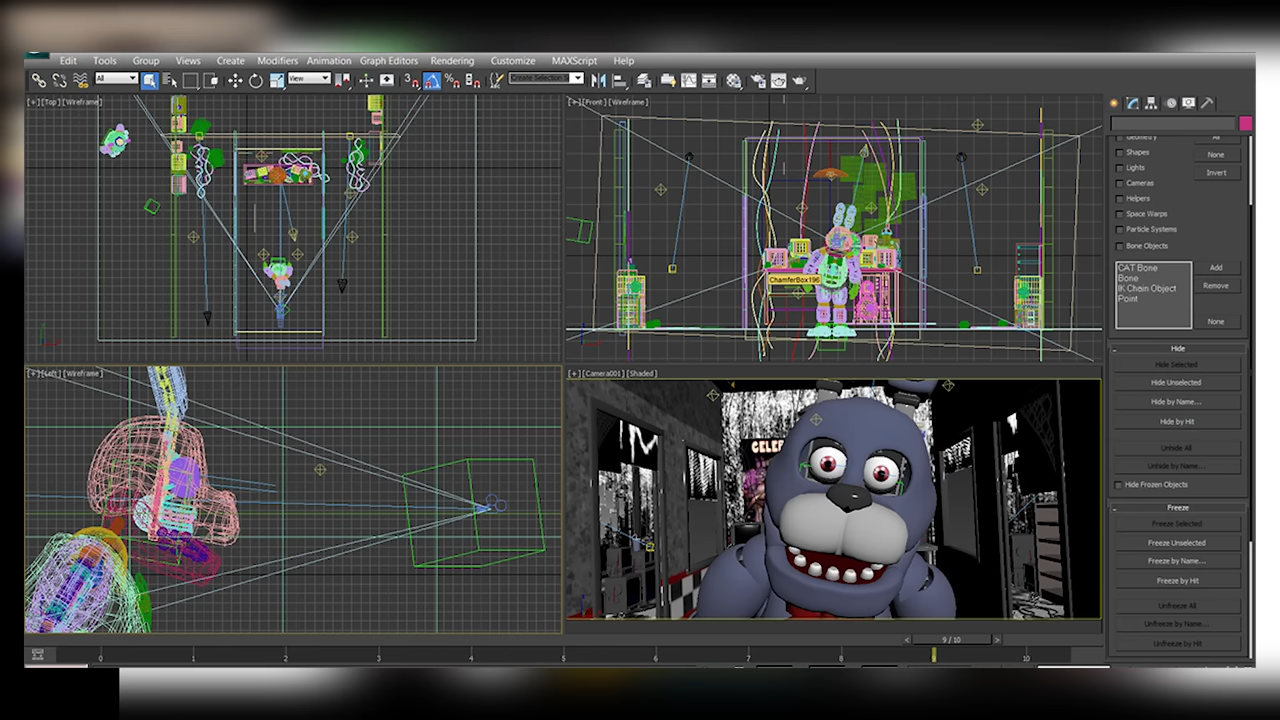 Edit Tools Group Views Create Modifiers Animation Graph Editors Rendering Customize MAXScript Help
All View 3 % Create Selection S
[+][Top][Wireframe]
[+][Front][Wireframe]
Geometry All
Shapes None
Lights Invert
Cameras
Helpers
Space Warps
Particle Systems
Bone Objects
CAT Bone
Bone
IK Chain Object
Point
Add
Remove
None
ChamferBox196
[+][Left][Wireframe]
[+][Camera001][Shaded]
CELEB
- Hide
Hide Selected
Hide Unselected
Hide by Name...
Hide by Hit
Unhide All
Unhide by Name...
Hide Frozen Objects
- Freeze
Freeze Selected
Freeze Unselected
Freeze by Name...
Freeze by Hit
Unfreeze All
Unfreeze by Name...
Unfreeze by Hit
< 9 / 10 >
0 1 2 3 4 5 6 7 8 10